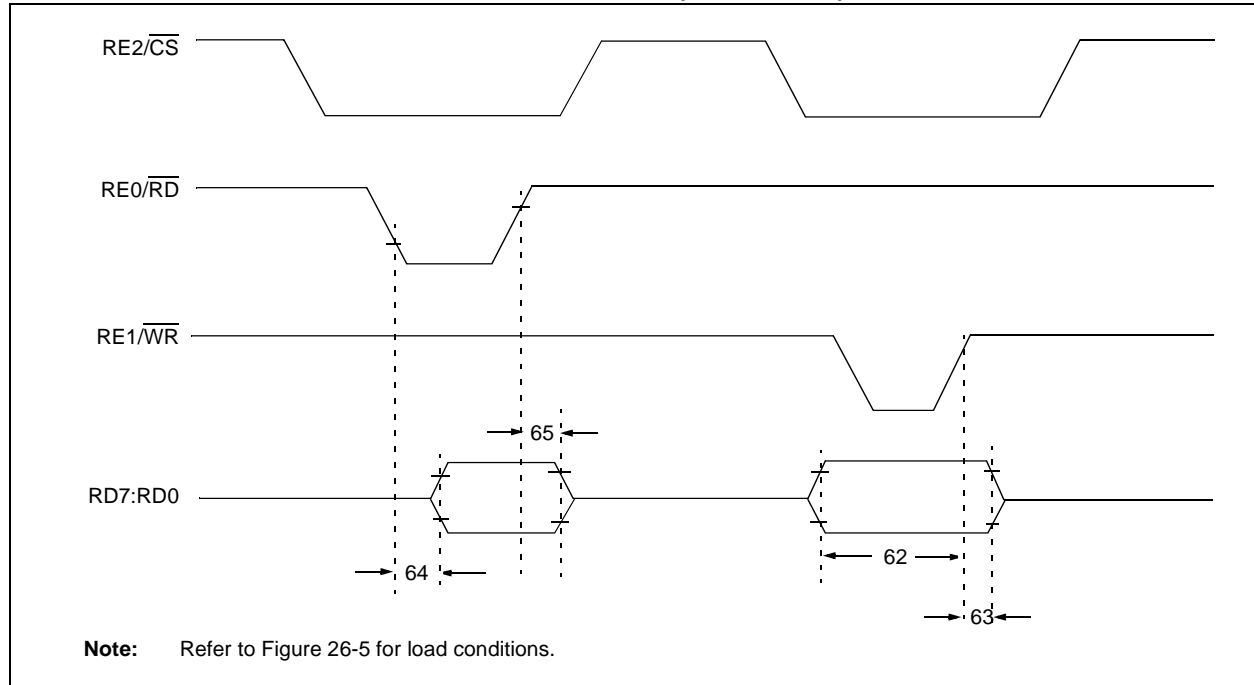 RE2/CS
RE0/RD
RE1/WR
65
RD7:RD0
64
62
63
Note: Refer to Figure 26-5 for load conditions.